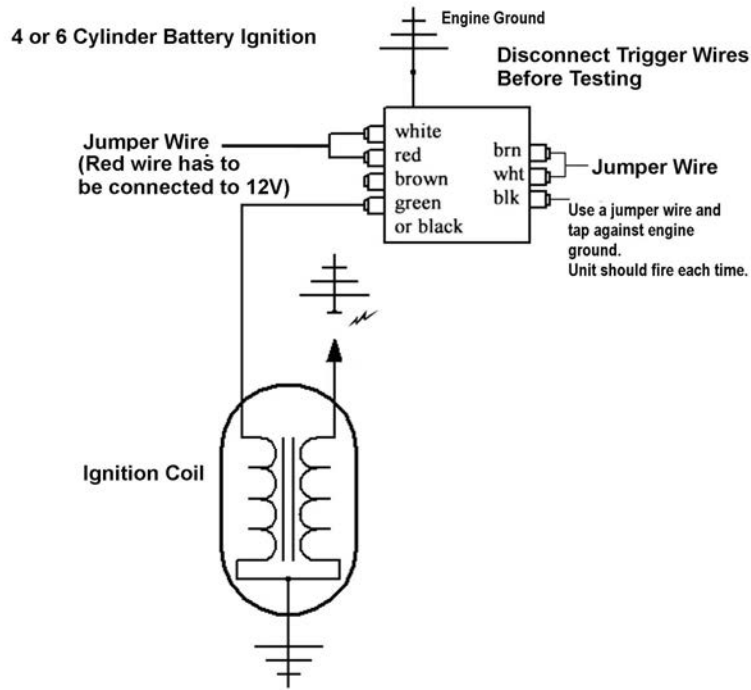 Engine Ground
4 or 6 Cylinder Battery Ignition
Disconnect Trigger Wires
Before Testing
Jumper Wire
(Red wire has to
be connected to 12V)
white
red
brown
green
or black
brn
wht
blk
Jumper Wire
Use a jumper wire and
tap against engine
ground.
Unit should fire each time.
Ignition Coil